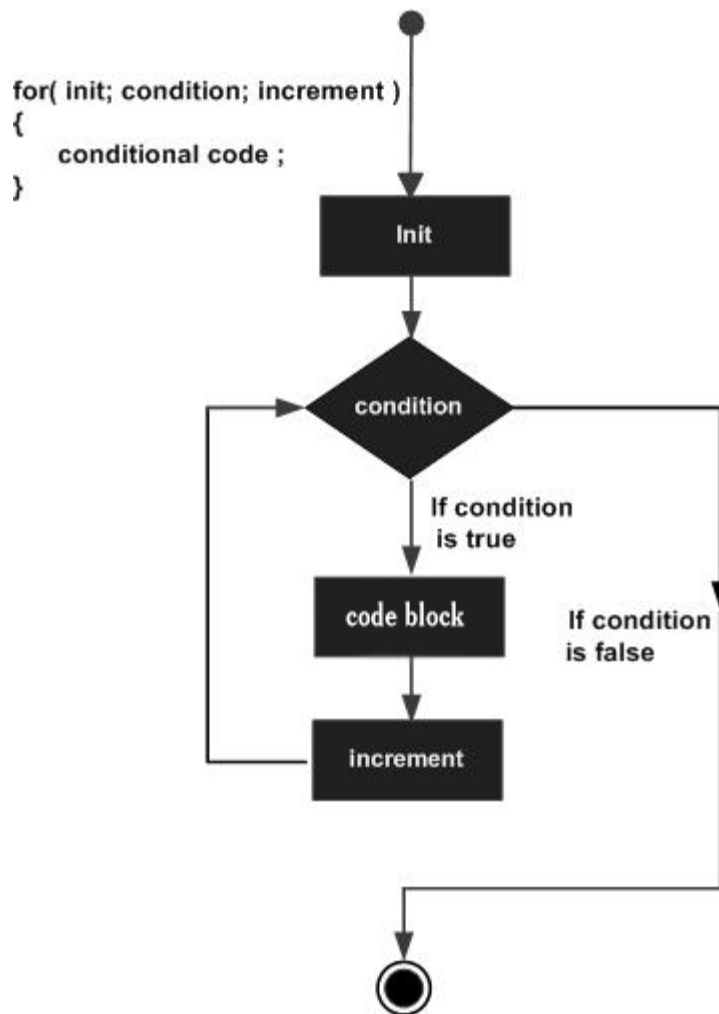 for( init; condition; increment )
{
conditional code ;
}
Init
condition
If condition
is true
code block
If condition
is false
increment